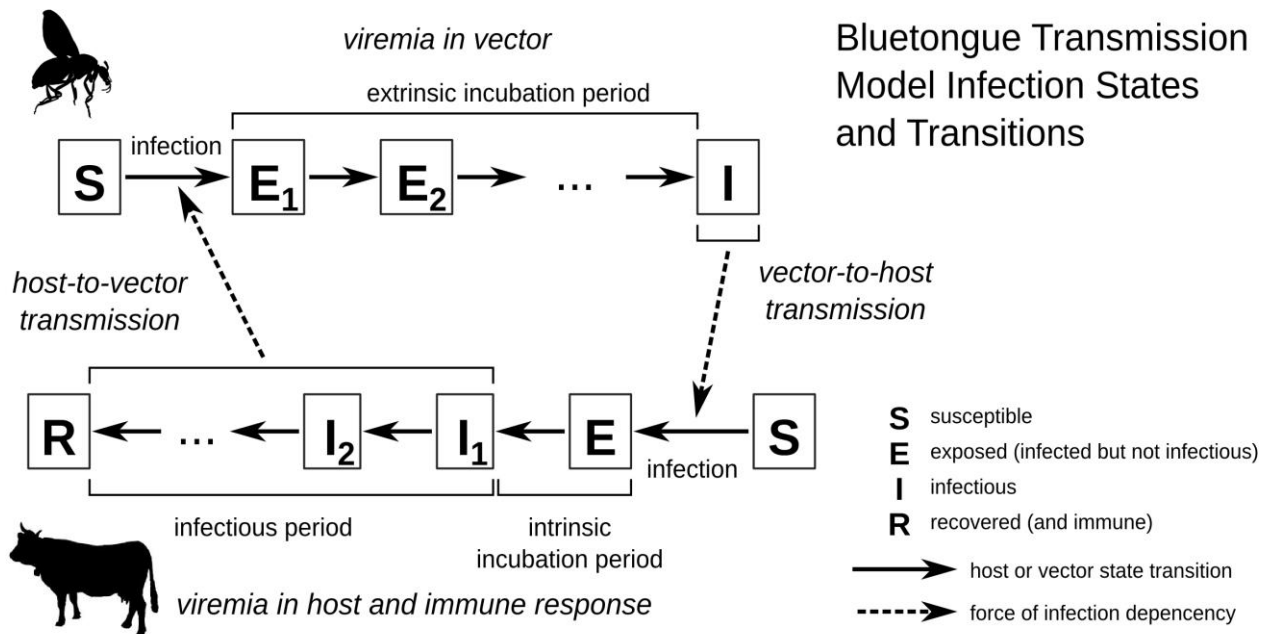 viremia in vector
Bluetongue Transmission
Model Infection States
and Transitions
extrinsic incubation period
infection
S
E1
E2
...
I
host-to-vector
transmission
vector-to-host
transmission
R
...
I2
I1
E
S
infection
infectious period
intrinsic
incubation period
viremia in host and immune response
S susceptible
E exposed (infected but not infectious)
I infectious
R recovered (and immune)
host or vector state transition
force of infection depencency